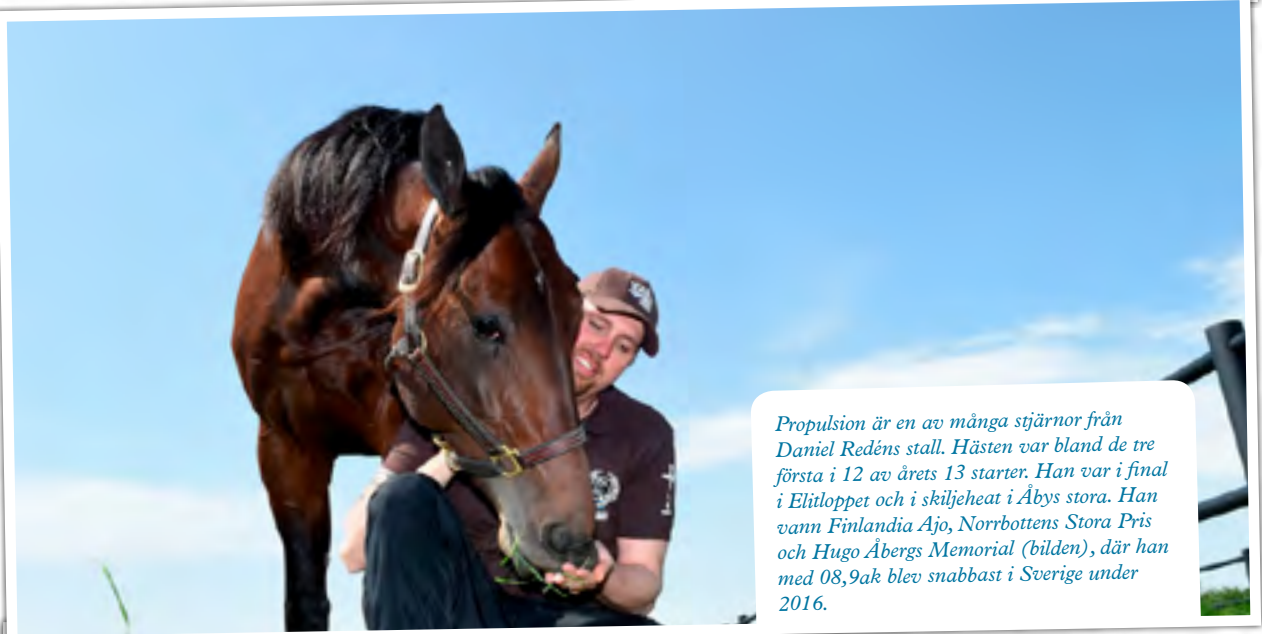 Propulsion är en av många stjärnor från
Daniel Redéns stall. Hästen var bland de tre
första i 12 av årets 13 starter. Han var i final
i Elitloppet och i skiljeheat i Åbys stora. Han
vann Finlandia Ajo, Norrbottens Stora Pris
och Hugo Åbergs Memorial (bilden), där han
med 08,9ak blev snabbast i Sverige under
2016.